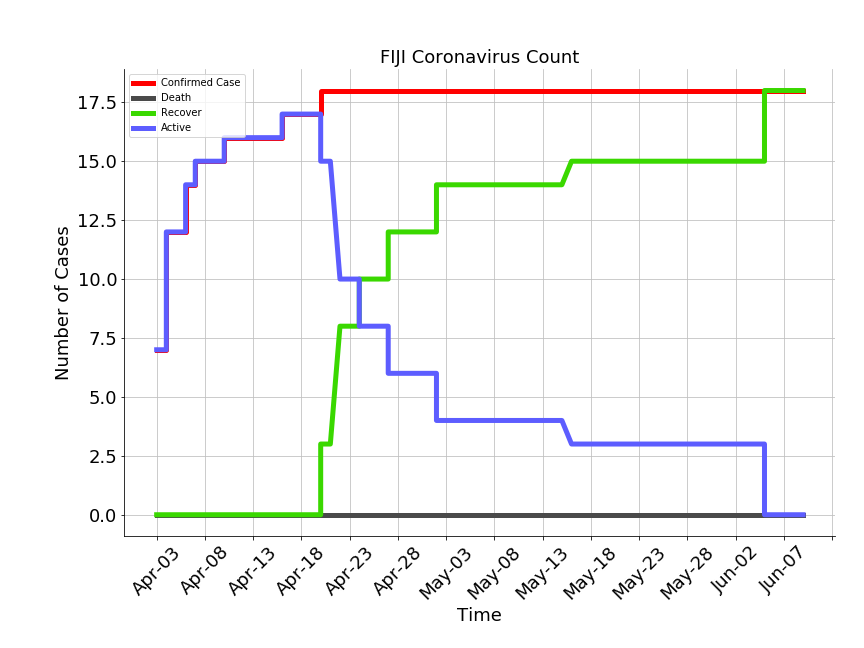 FIJI Coronavirus Count
Confirmed Case
Death
Recover
Active
17.5
15.0
12.5
10.0
7.5
5.0
2.5
0.0
Number of Cases
Apr-03
Apr-08
Apr-13
Apr-18
Apr-23
Apr-28
May-03
May-08
May-13
May-18
May-23
May-28
Jun-02
Jun-07
Time